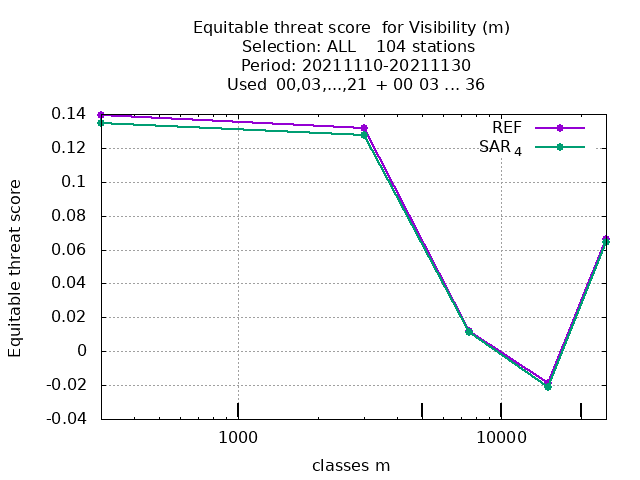 Equitable threat score  for Visibility (m)
Selection: ALL    104 stations
Period: 20211110-20211130
Used  00,03,...,21  + 00 03 ... 36
0.14
0.12
0.1
0.08
0.06
0.04
0.02
0
-0.02
-0.04
Equitable threat score
REF
SAR 4
1000
10000
classes m